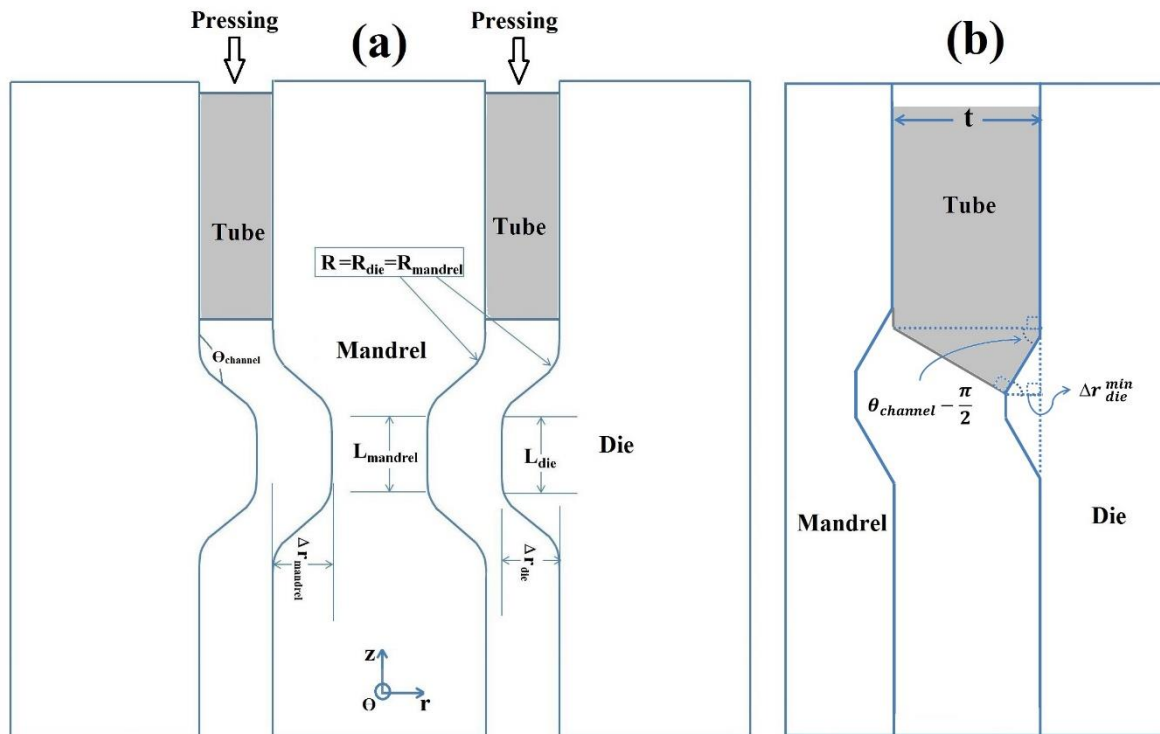 Pressing
(a)
Pressing
Tube
Tube
R=R_die=R_mandrel
Θ_channel
Mandrel
L_mandrel
L_die
Die
Δr_mandrel
Δr_die
z
O
r
(b)
t
Tube
θ_channel − π/2
Δr_die^min
Mandrel
Die